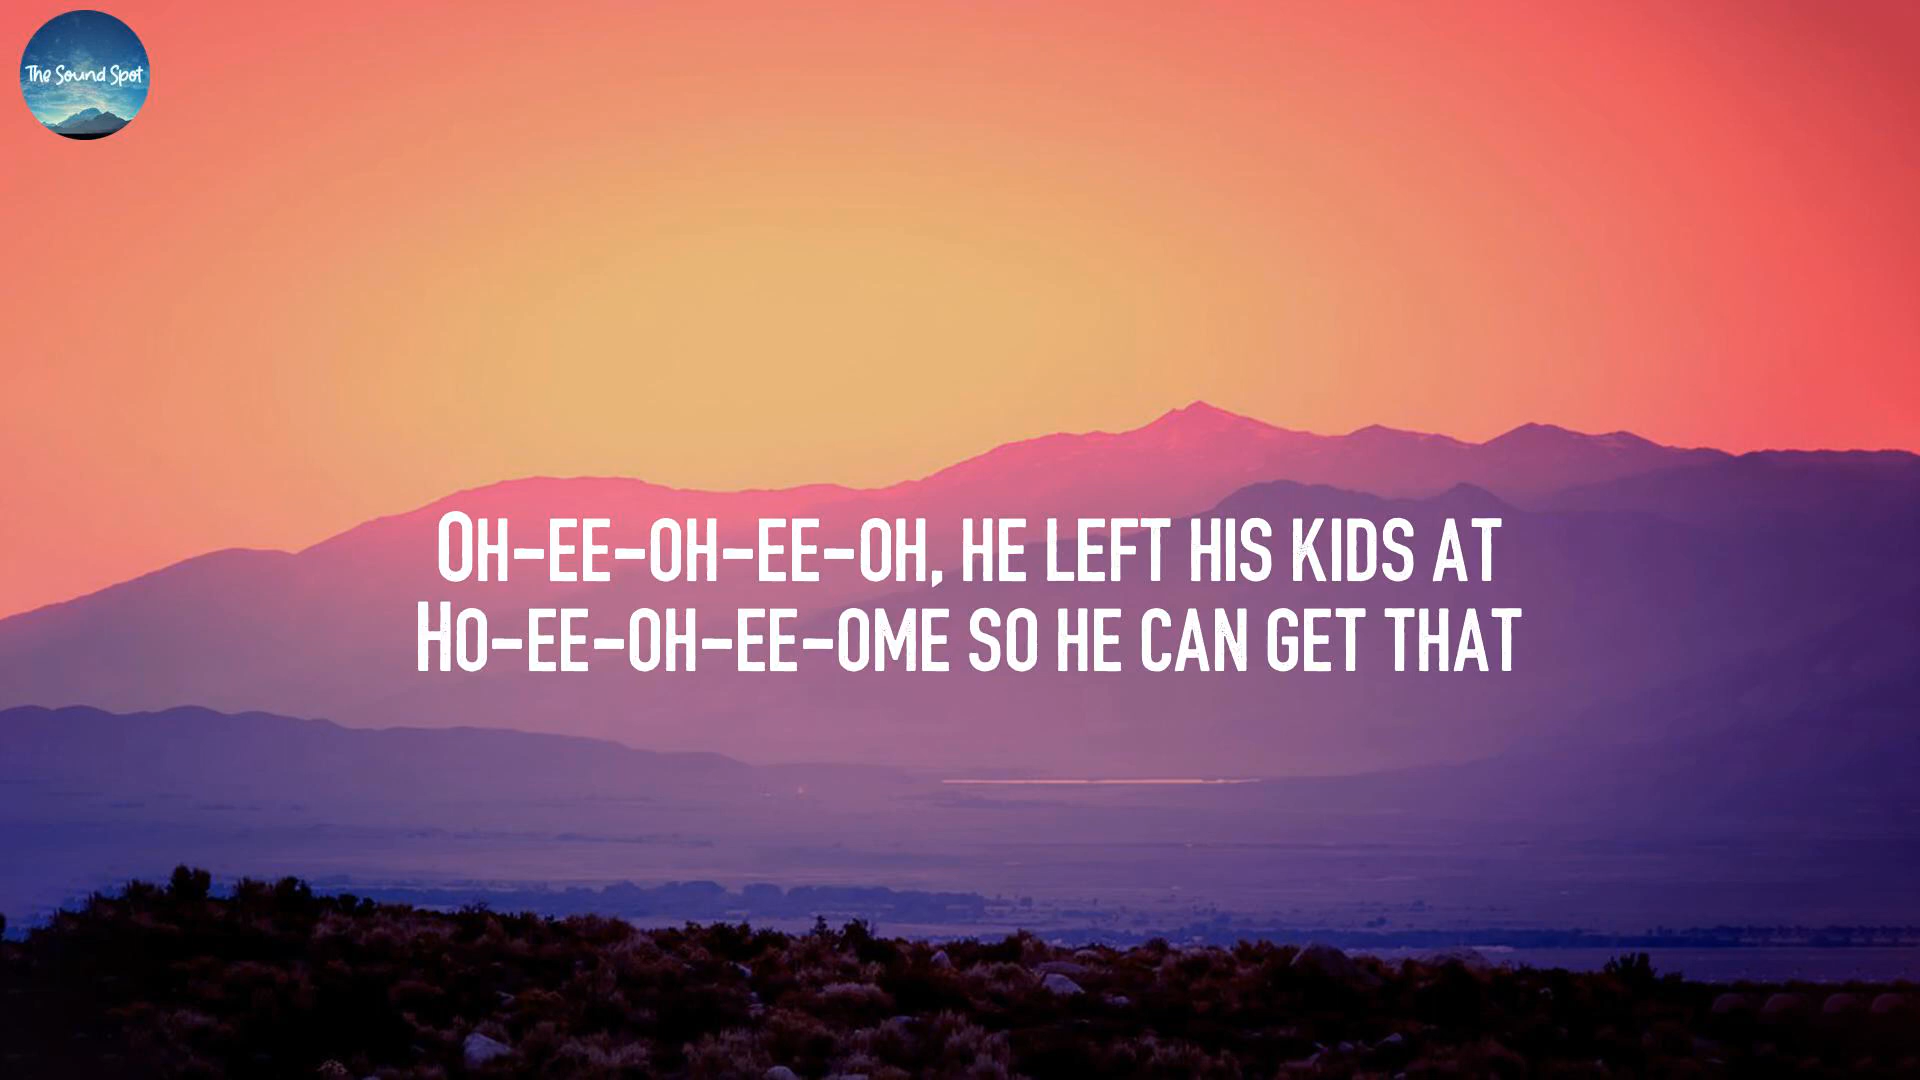 The Sound Spot
Oh-ee-oh-ee-oh, he left his kids at
Ho-ee-oh-ee-ome so he can get that